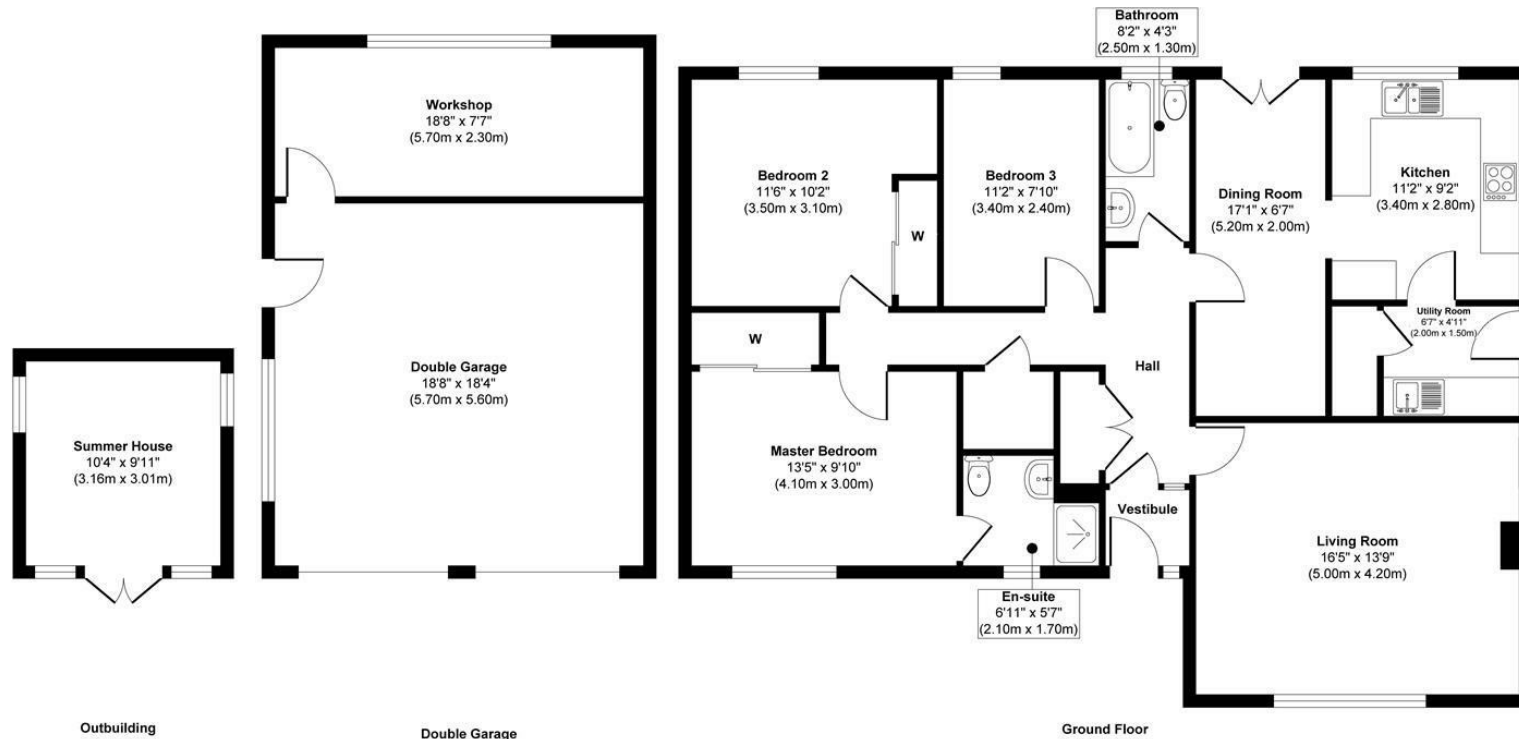 Bathroom
8'2" x 4'3"
(2.50m x 1.30m)
Workshop
18'8" x 7'7"
(5.70m x 2.30m)
Bedroom 2
11'6" x 10'2"
(3.50m x 3.10m)
W
Bedroom 3
11'2" x 7'10"
(3.40m x 2.40m)
Dining Room
17'1" x 6'7"
(5.20m x 2.00m)
Kitchen
11'2" x 9'2"
(3.40m x 2.80m)
Utility Room
6'7" x 4'11"
(2.00m x 1.50m)
W
Hall
Double Garage
18'8" x 18'4"
(5.70m x 5.60m)
Summer House
10'4" x 9'11"
(3.16m x 3.01m)
Master Bedroom
13'5" x 9'10"
(4.10m x 3.00m)
Vestibule
Living Room
16'5" x 13'9"
(5.00m x 4.20m)
En-suite
6'11" x 5'7"
(2.10m x 1.70m)
Outbuilding
Double Garage
Ground Floor